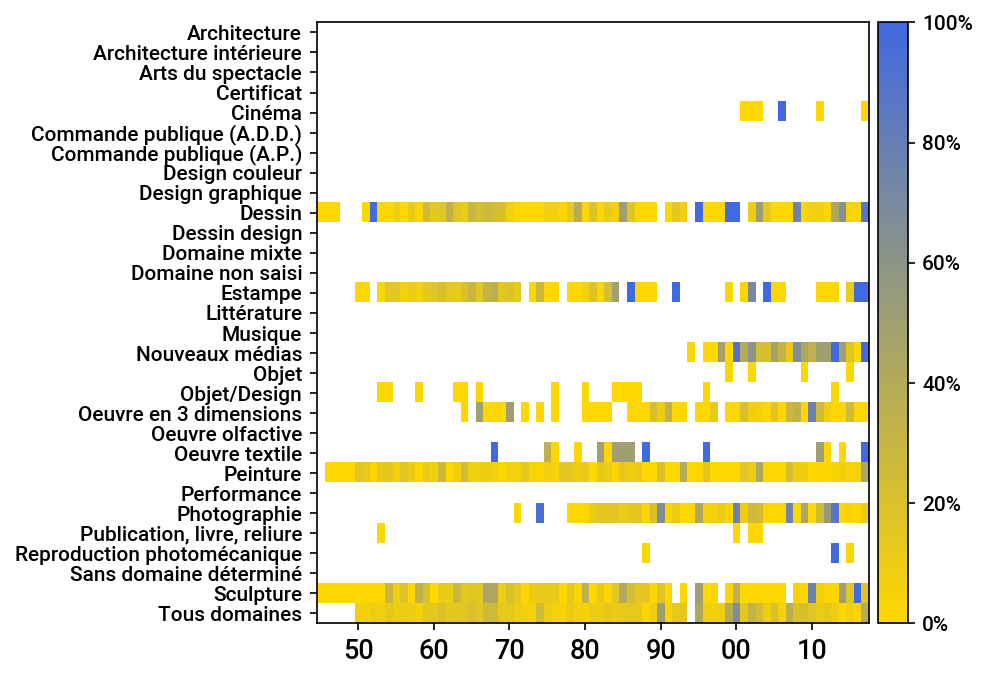 Architecture
Architecture intérieure
Arts du spectacle
Certificat
Cinéma
Commande publique (A.D.D.)
Commande publique (A.P.)
Design couleur
Design graphique
Dessin
Dessin design
Domaine mixte
Domaine non saisi
Estampe
Littérature
Musique
Nouveaux médias
Objet
Objet/Design
Oeuvre en 3 dimensions
Oeuvre olfactive
Oeuvre textile
Peinture
Performance
Photographie
Publication, livre, reliure
Reproduction photomécanique
Sans domaine déterminé
Sculpture
Tous domaines
50 60 70 80 90 00 10
100%
80%
60%
40%
20%
0%